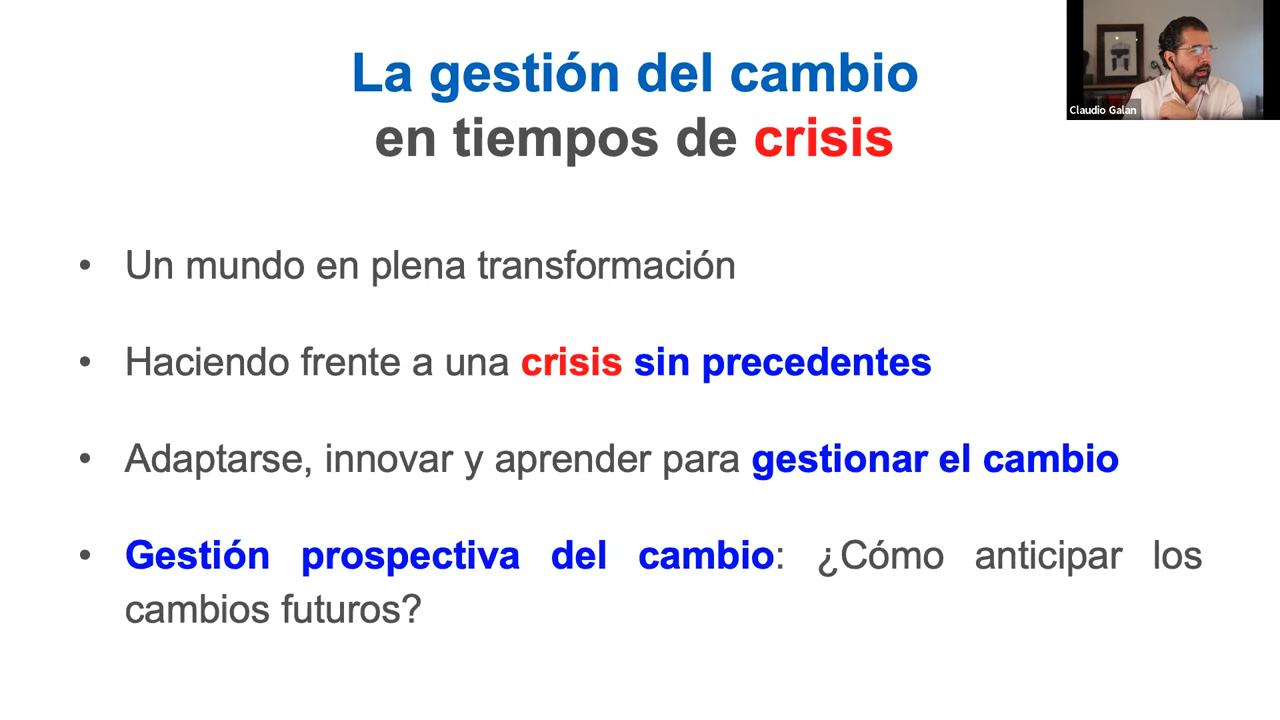 La gestión del cambio
en tiempos de crisis
Claudio Galan
• Un mundo en plena transformación
• Haciendo frente a una crisis sin precedentes
• Adaptarse, innovar y aprender para gestionar el cambio
• Gestión prospectiva del cambio: ¿Cómo anticipar los
cambios futuros?